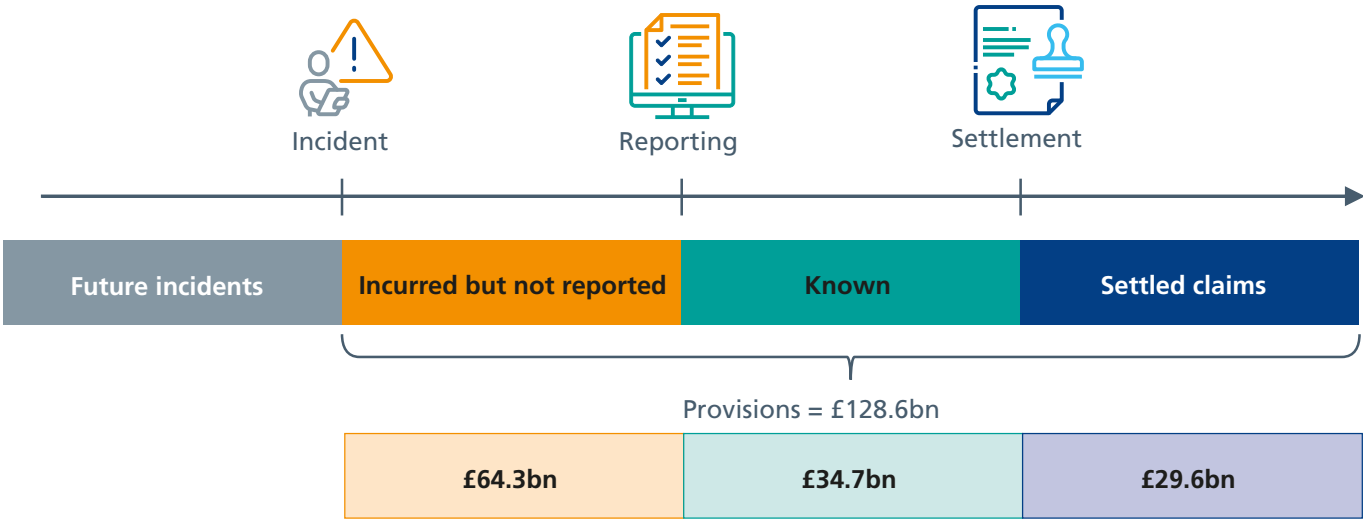 Incident
Reporting
Settlement
Future incidents
Incurred but not reported
Known
Settled claims
Provisions = £128.6bn
£64.3bn
£34.7bn
£29.6bn